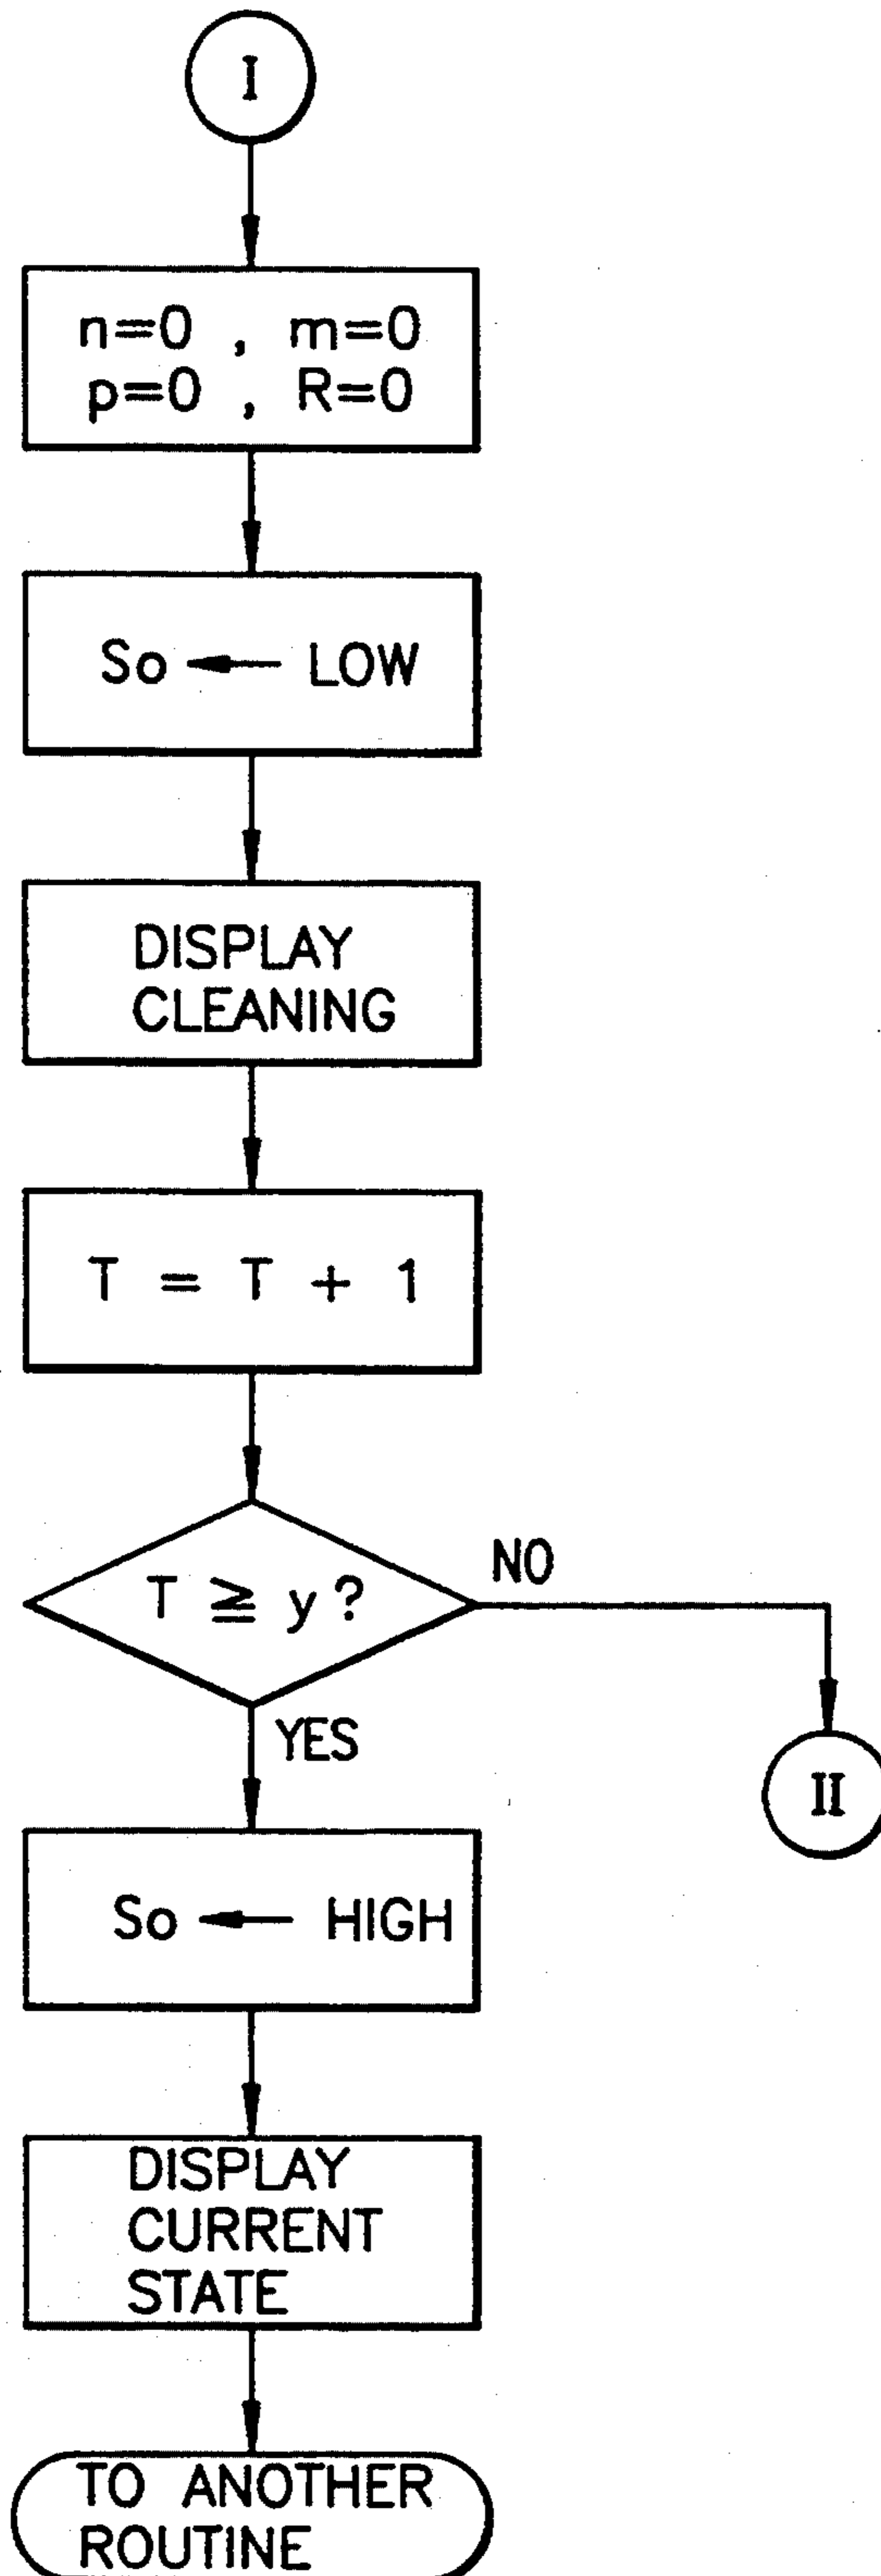 I
n=0 , m=0
p=0 , R=0
So ← LOW
DISPLAY
CLEANING
T = T + 1
T ≧ y?
NO
YES
II
So ← HIGH
DISPLAY
CURRENT
STATE
TO ANOTHER
ROUTINE